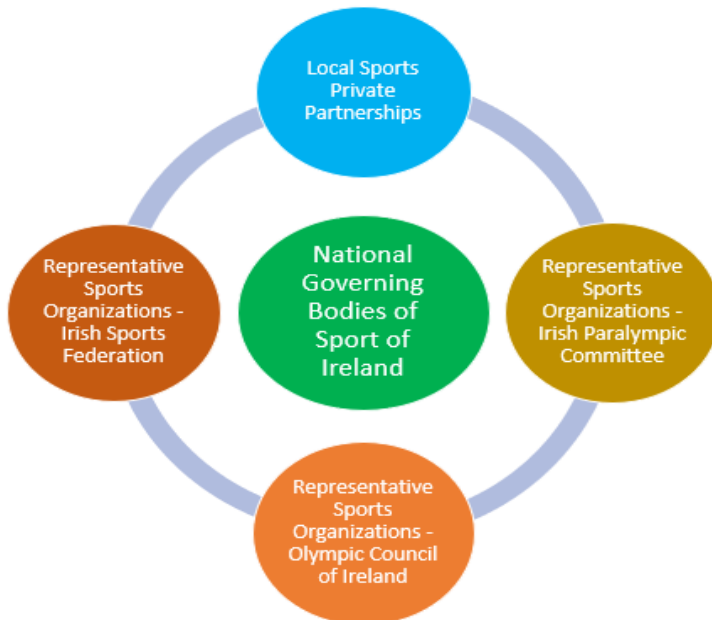 Local Sports
Private
Partnerships
Representative
Sports
Organizations -
Irish Sports
Federation
National
Governing
Bodies of
Sport of
Ireland
Representative
Sports
Organizations -
Irish Paralympic
Committee
Representative
Sports
Organizations -
Olympic Council
of Ireland